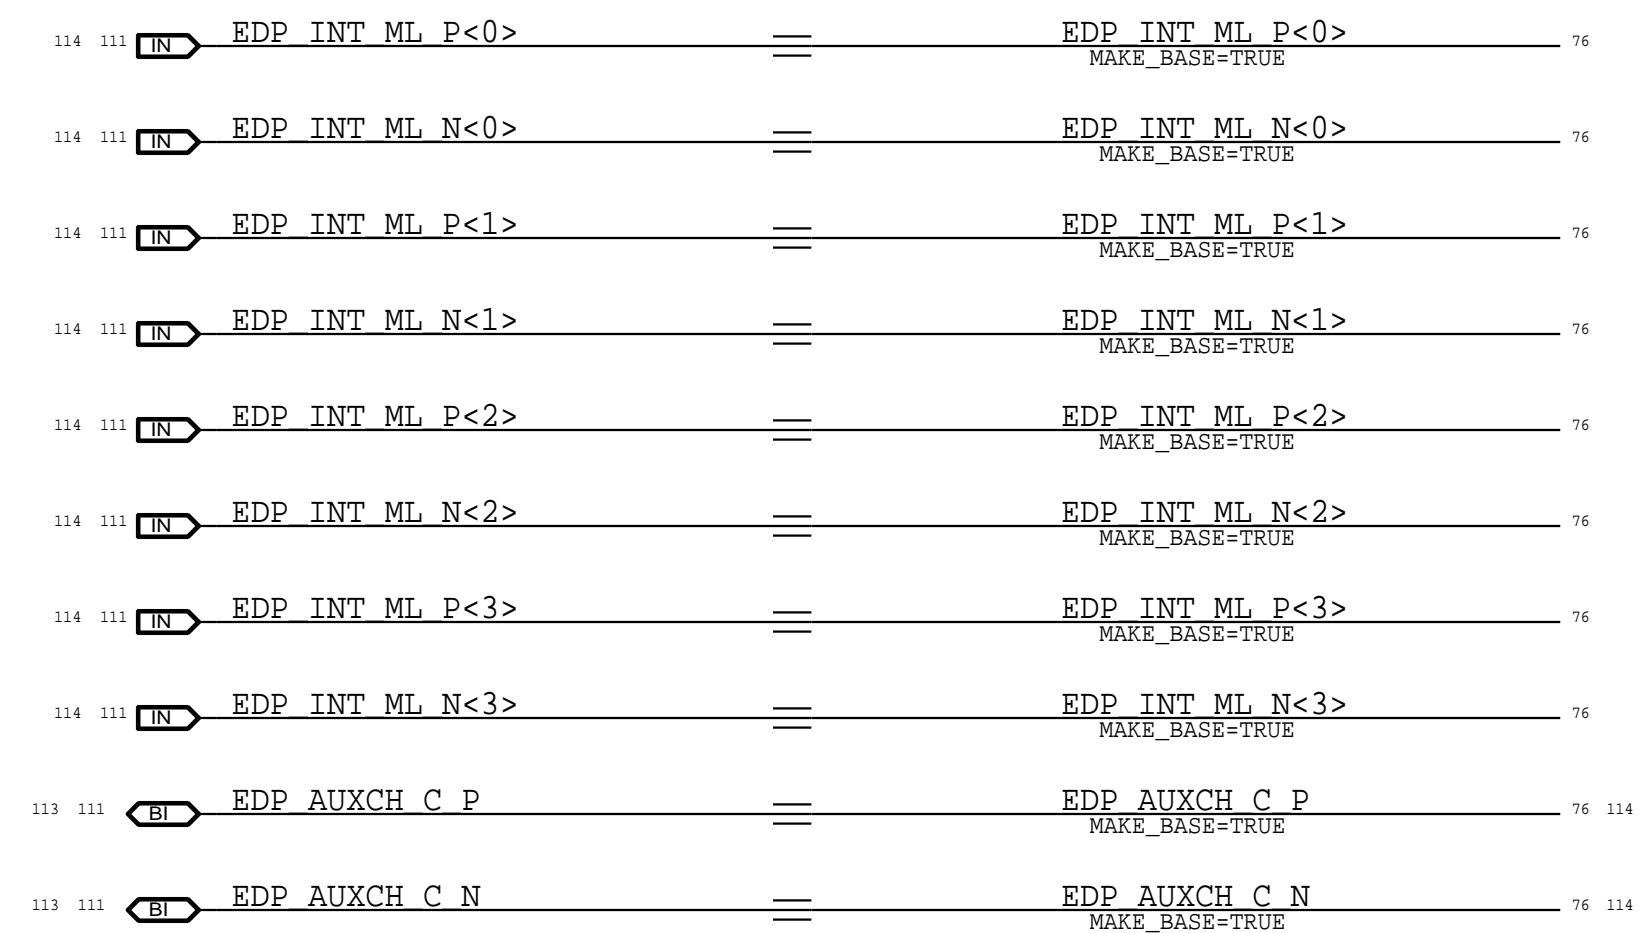 114 111 IN EDP_INT_ML_P<0> EDP_INT_ML_P<0> 76
MAKE_BASE=TRUE
114 111 IN EDP_INT_ML_N<0> EDP_INT_ML_N<0> 76
MAKE_BASE=TRUE
114 111 IN EDP_INT_ML_P<1> EDP_INT_ML_P<1> 76
MAKE_BASE=TRUE
114 111 IN EDP_INT_ML_N<1> EDP_INT_ML_N<1> 76
MAKE_BASE=TRUE
114 111 IN EDP_INT_ML_P<2> EDP_INT_ML_P<2> 76
MAKE_BASE=TRUE
114 111 IN EDP_INT_ML_N<2> EDP_INT_ML_N<2> 76
MAKE_BASE=TRUE
114 111 IN EDP_INT_ML_P<3> EDP_INT_ML_P<3> 76
MAKE_BASE=TRUE
114 111 IN EDP_INT_ML_N<3> EDP_INT_ML_N<3> 76
MAKE_BASE=TRUE
113 111 BI EDP_AUXCH_C_P EDP_AUXCH_C_P 76 114
MAKE_BASE=TRUE
113 111 BI EDP_AUXCH_C_N EDP_AUXCH_C_N 76 114
MAKE_BASE=TRUE